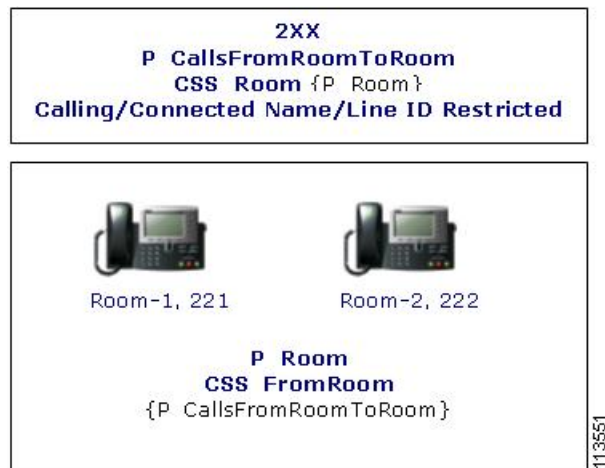 2XX
P CallsFromRoomToRoom
CSS Room {P Room}
Calling/Connected Name/Line ID Restricted
Room-1, 221
Room-2, 222
P Room
CSS FromRoom
{P CallsFromRoomToRoom}
113551